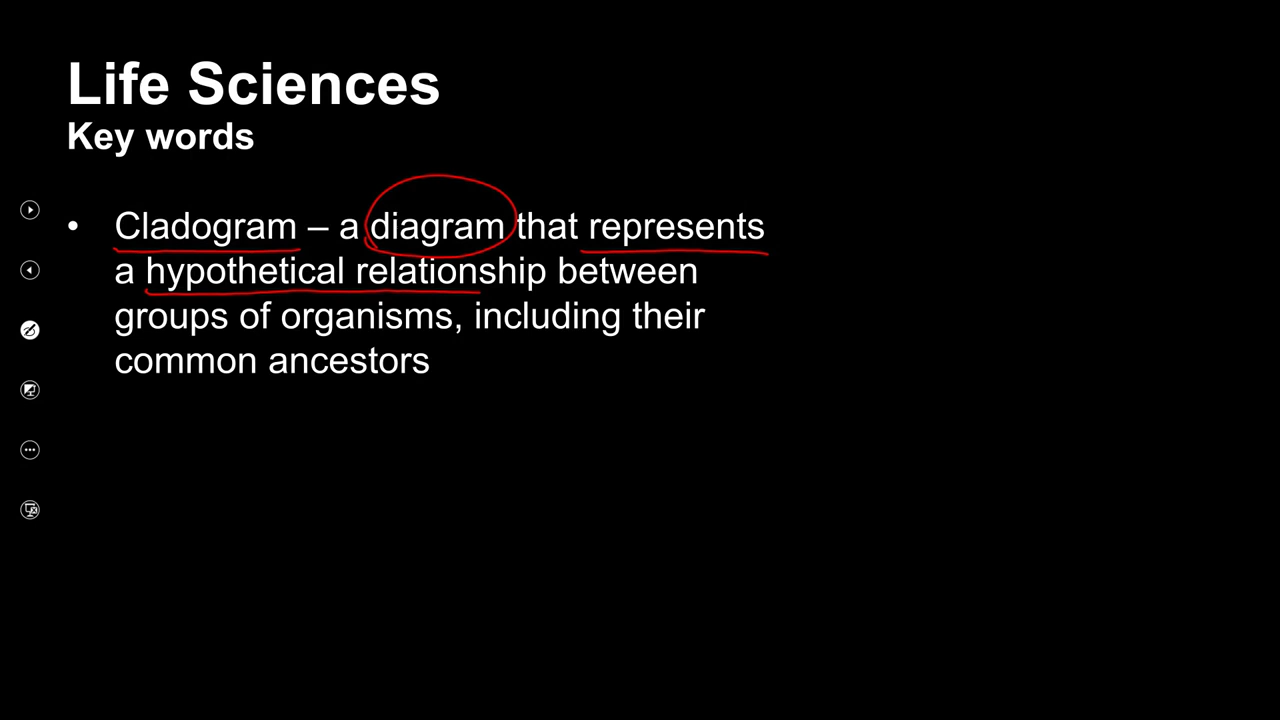 Life Sciences
Key words
• Cladogram – a diagram that represents
a hypothetical relationship between
groups of organisms, including their
common ancestors